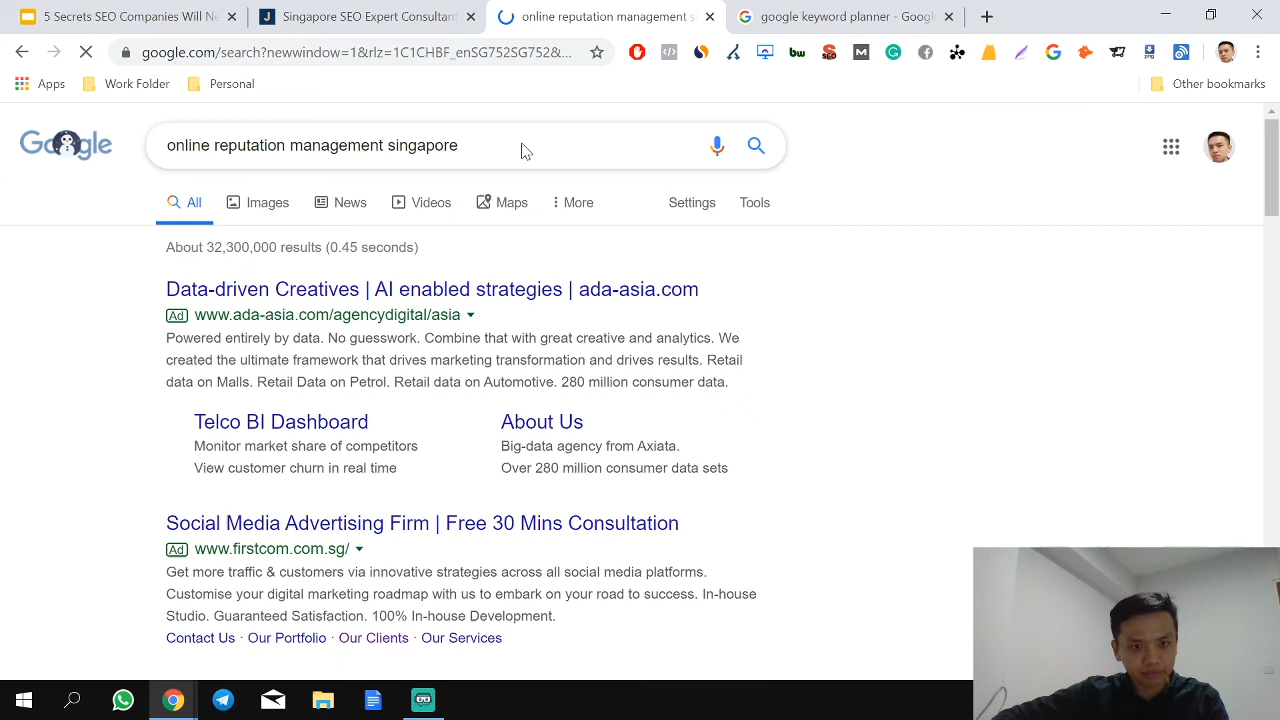 5 SEO Companies Will Ne
Singapore SEO Expert Consultant
online reputation management s
google keyword planner - Googl
google.com/search?newwindow=1&rlz=1C1CHBF_enSG752SG752&...
Apps
Work Folder
Personal
Other bookmarks
Google
online reputation management singapore
All
Images
News
Videos
Maps
More
Settings
Tools
About 32,300,000 results (0.45 seconds)
Data-driven Creatives | AI enabled strategies | ada-asia.com
Ad www.ada-asia.com/agencydigital/asia
Powered entirely by data. No guesswork. Combine that with great creative and analytics. We
created the ultimate framework that drives marketing transformation and drives results. Retail
data on Malls. Retail Data on Petrol. Retail data on Automotive. 280 million consumer data.
Telco BI Dashboard
Monitor market share of competitors
View customer churn in real time
About Us
Big-data agency from Axiata.
Over 280 million consumer data sets
Social Media Advertising Firm | Free 30 Mins Consultation
Ad www.firstcom.com.sg/
Get more traffic & customers via innovative strategies across all social media platforms.
Customise your digital marketing roadmap with us to embark on your road to success. In-house
Studio. Guaranteed Satisfaction. 100% In-house Development.
Contact Us · Our Portfolio · Our Clients · Our Services